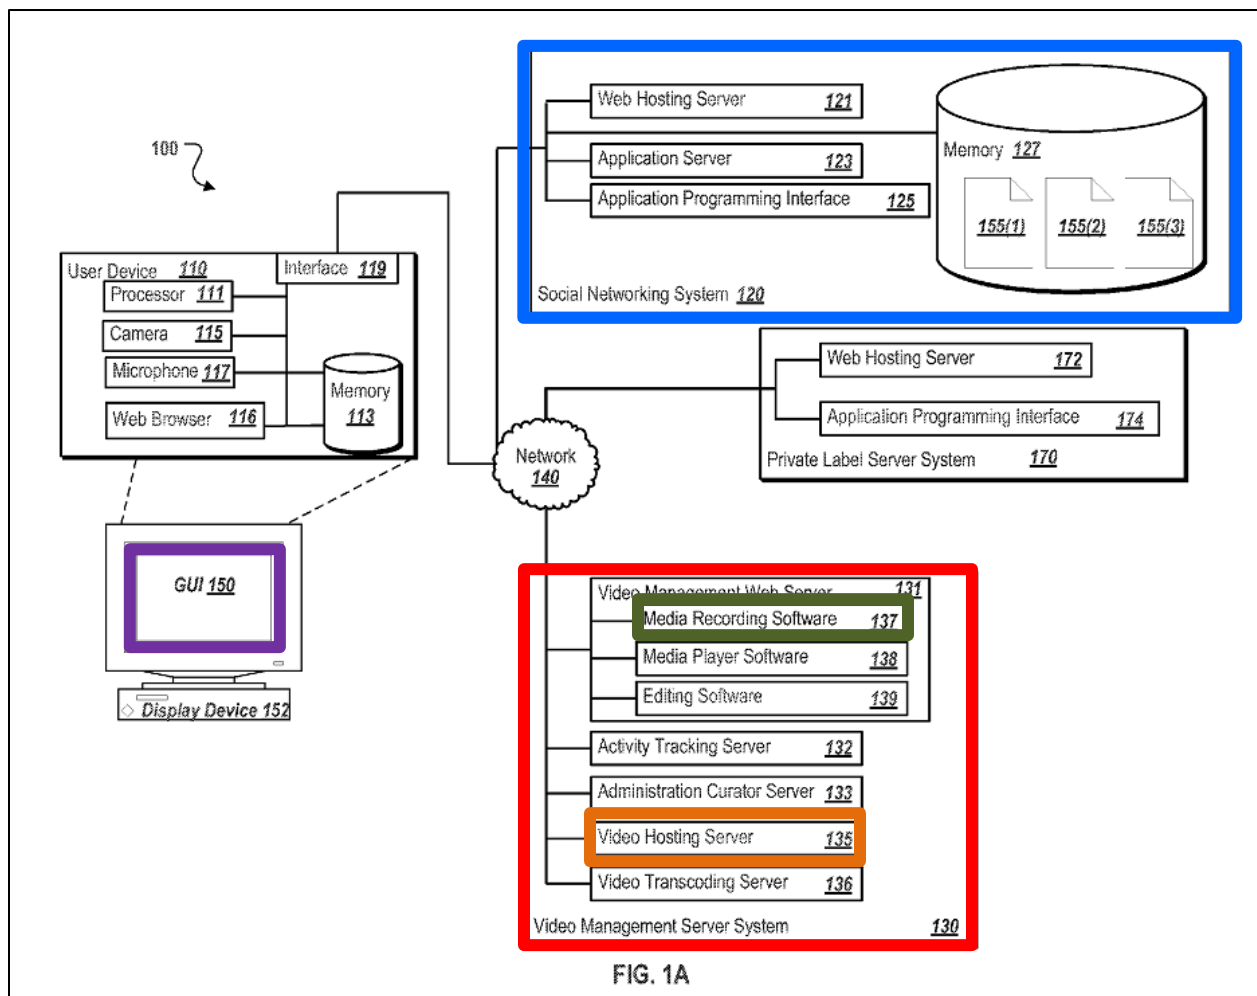 100
User Device 110
Interface 119
Processor 111
Camera 115
Microphone 117
Web Browser 116
Memory
113
GUI 150
Display Device 152
Web Hosting Server 121
Application Server 123
Application Programming Interface 125
Memory 127
155(1) 155(2) 155(3)
Social Networking System 120
Web Hosting Server 172
Application Programming Interface 174
Private Label Server System 170
Network
140
Video Management Web Server 131
Media Recording Software 137
Media Player Software 138
Editing Software 139
Activity Tracking Server 132
Administration Curator Server 133
Video Hosting Server 135
Video Transcoding Server 136
Video Management Server System 130
FIG. 1A